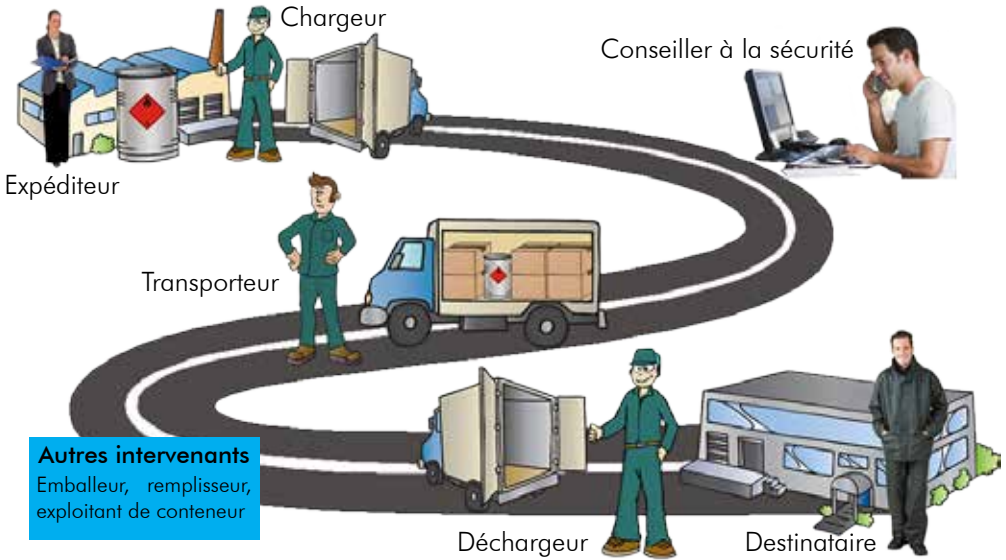 Chargeur
Conseiller à la sécurité
Expéditeur
Transporteur
Autres intervenants
Emballeur, remplisseur,
exploitant de conteneur
Déchargeur
Destinataire